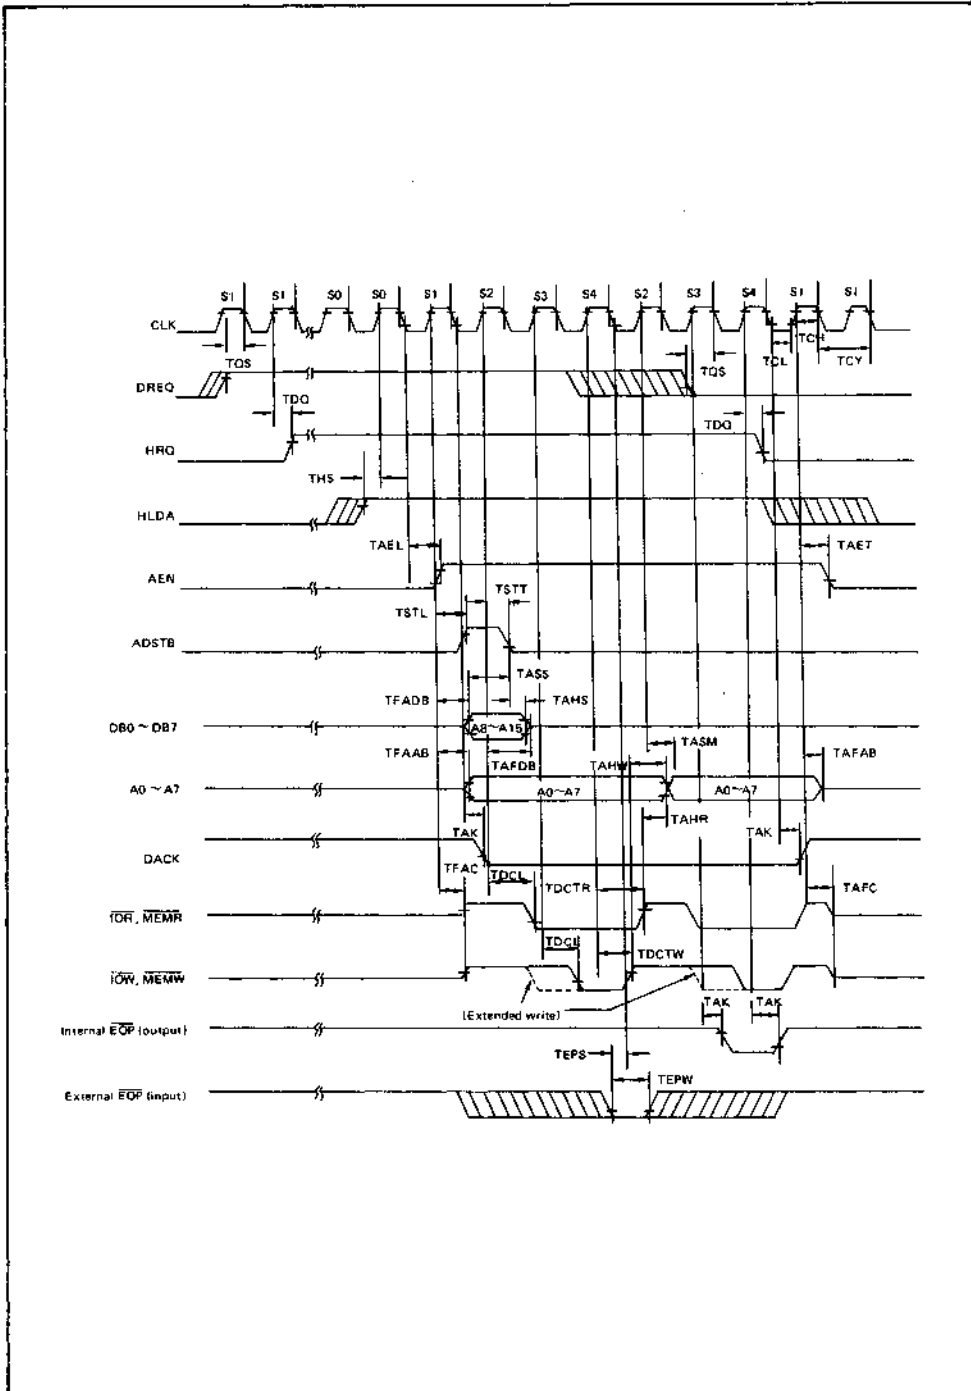 S1 S1 S0 S0 S1 S2 S3 S4 S2 S3 S4 S1 S1
CLK
TCH
TQS TQS TCL TCY
DREQ
TDQ TDQ
HRQ
THS
HLDA
TAEL TAET
AEN
TSTT
TSTL
ADSTB
TASS
TFADB TAHS
DB0 ~ DB7 A8~A15
TASM
TFAAB TAFDB TAHW TAFAB
A0 ~ A7 A0~A7 A0~A7
TAHR
TAK TAK
DACK
TFAC TDCL TDCTR TAFC
IOR, MEMR
TDCL TDCTW
IOW, MEMW
TAK TAK
(Extended write)
Internal EOP (output)
TEPS
TEPW
External EOP (input)